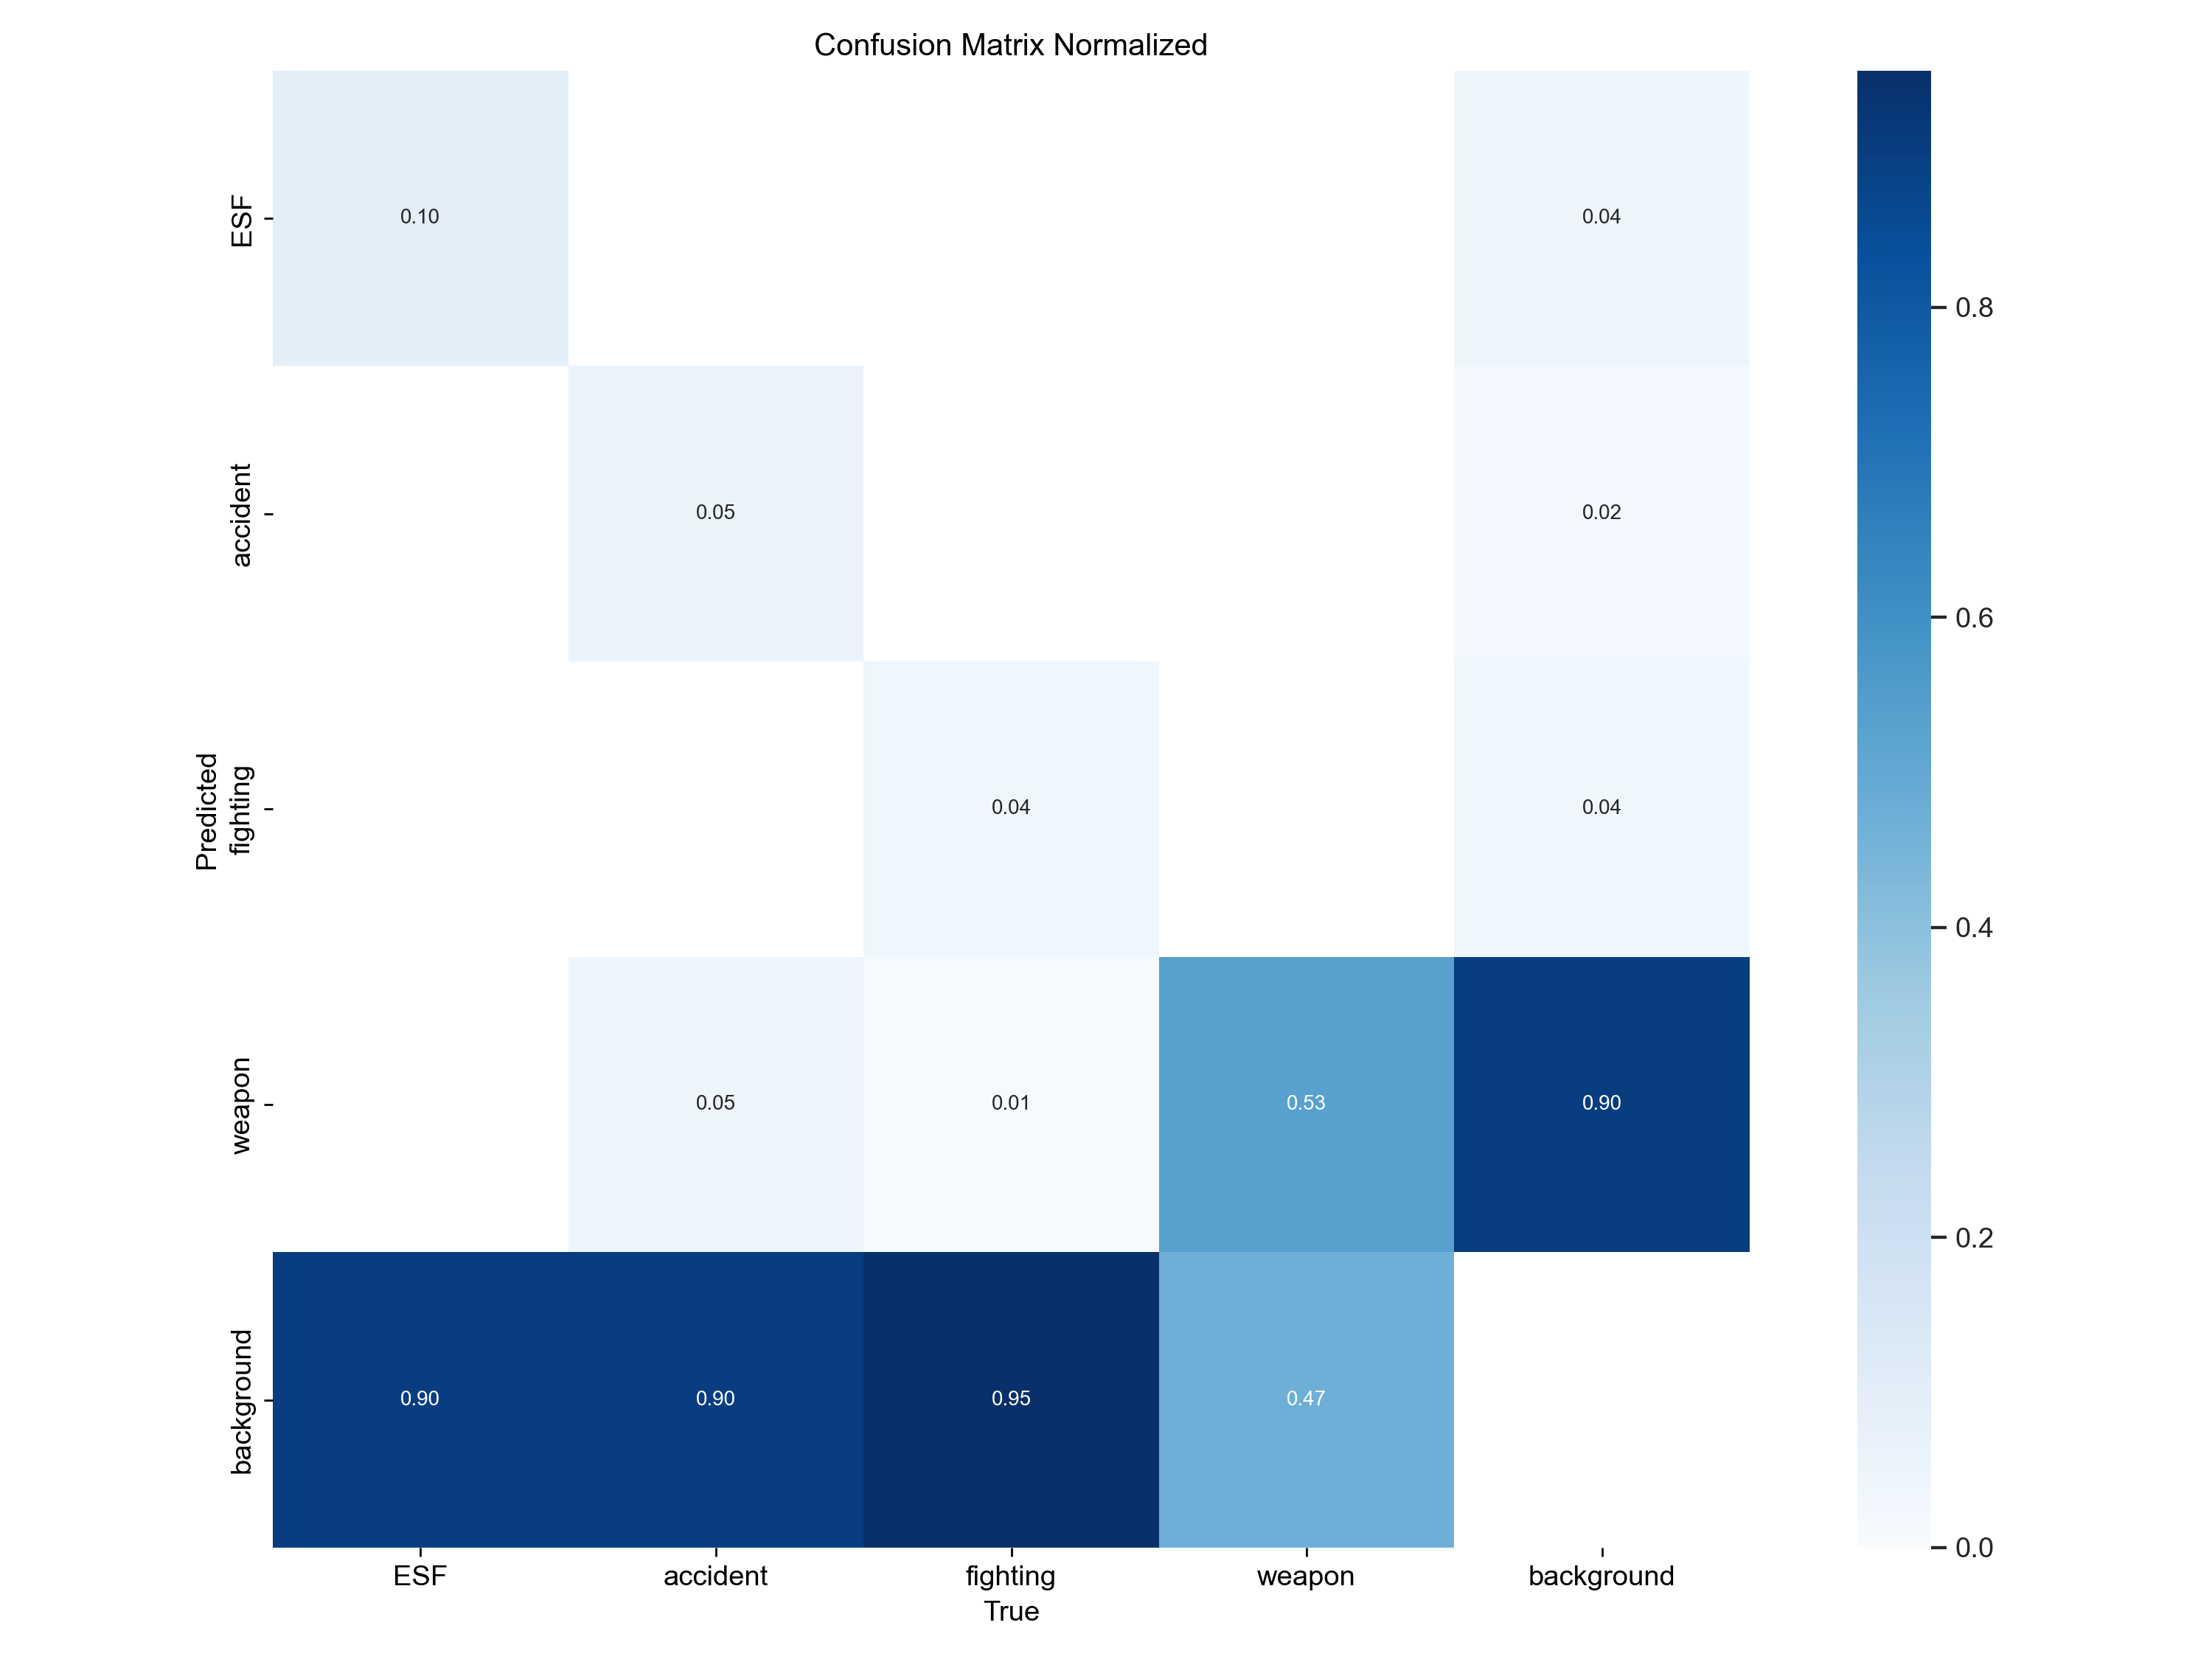 Confusion Matrix Normalized
Predicted
ESF
0.10
0.04
accident
0.05
0.02
fighting
0.04
0.04
weapon
0.05
0.01
0.53
0.90
background
0.90
0.90
0.95
0.47
ESF
accident
fighting
weapon
background
True
0.8
0.6
0.4
0.2
0.0